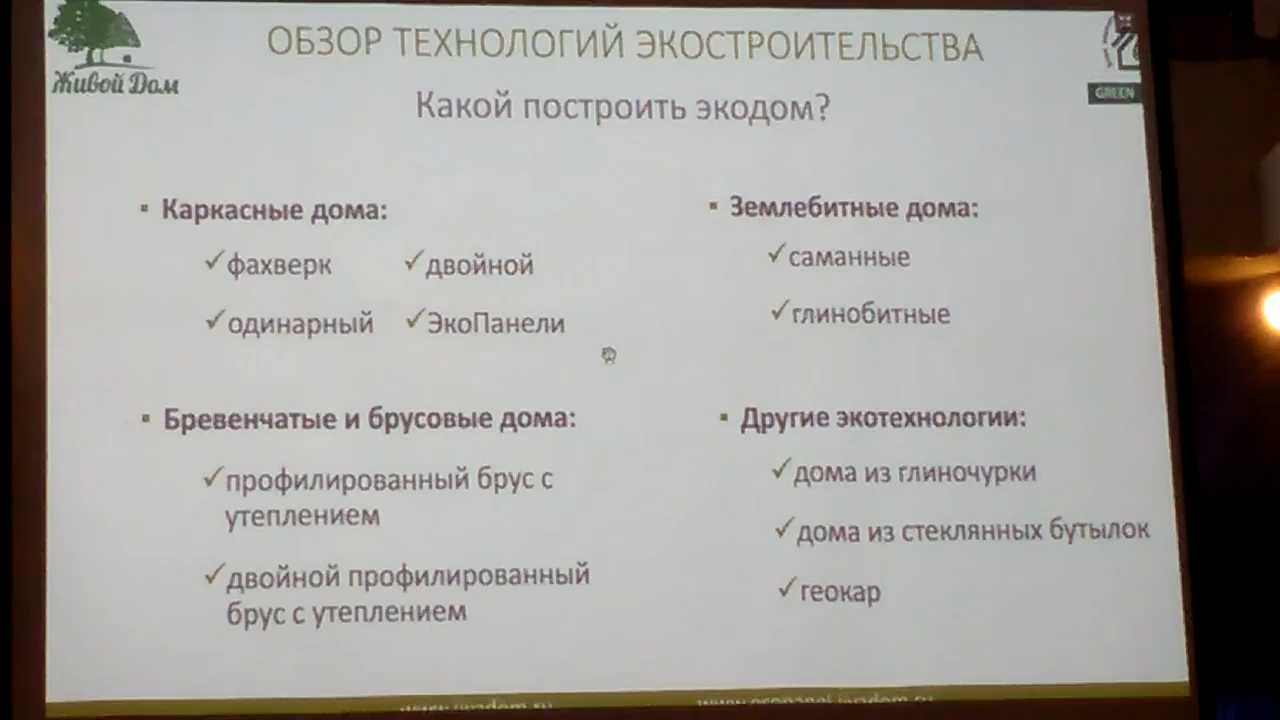 ОБЗОР ТЕХНОЛОГИЙ ЭКОСТРОИТЕЛЬСТВА
Живой Дом
GREEN
Какой построить экодом?
▪ Каркасные дома:
✓фахверк ✓двойной
✓одинарный ✓ЭкоПанели
▪ Землебитные дома:
✓саманные
✓глинобитные
▪ Бревенчатые и брусовые дома:
✓профилированный брус с
утеплением
✓двойной профилированный
брус с утеплением
▪ Другие экотехнологии:
✓дома из глиночурки
✓дома из стеклянных бутылок
✓геокар